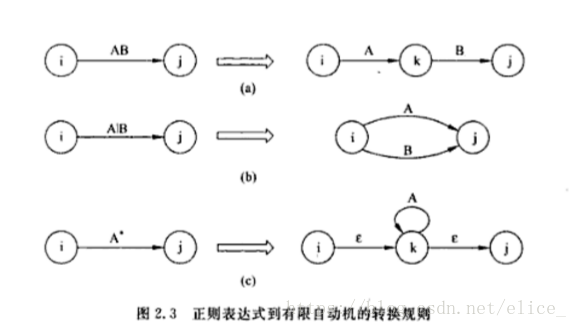 i AB j i A k B j
(a)
i A|B j i A B j
(b)
i A* j i ε k A ε j
(c)
图 2.3 正则表达式到有限自动机的转换规则
https://blog.csdn.net/elice_